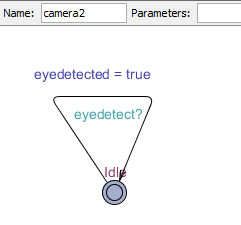 Name: camera2 Parameters:
eyedetected = true
eyedetect?
Idle